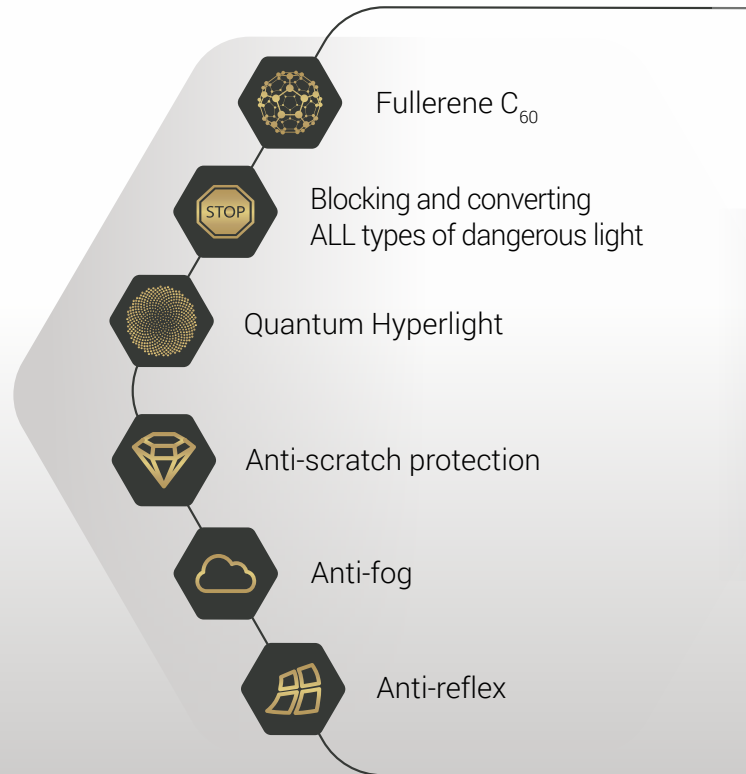 Fullerene C₆₀
STOP
Blocking and converting
ALL types of dangerous light
Quantum Hyperlight
Anti-scratch protection
Anti-fog
Anti-reflex